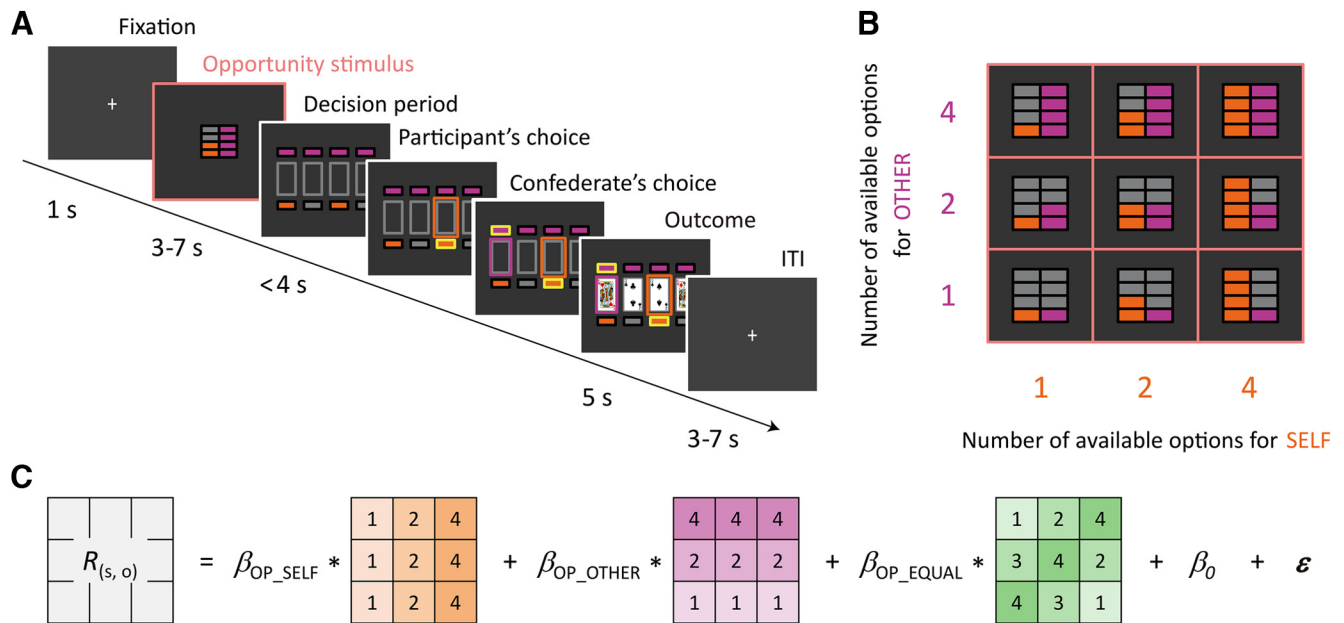 A
Fixation
Opportunity stimulus
Decision period
Participant's choice
Confederate's choice
Outcome
ITI
1 s
3-7 s
<4 s
5 s
3-7 s
B
Number of available options
for OTHER
4
2
1
1 2 4
Number of available options for SELF
C
R(s, o) = βOP_SELF * + βOP_OTHER * + βOP_EQUAL * + β0 + ε
1 2 4
1 2 4
1 2 4
4 4 4
2 2 2
1 1 1
1 2 4
3 4 2
4 3 1